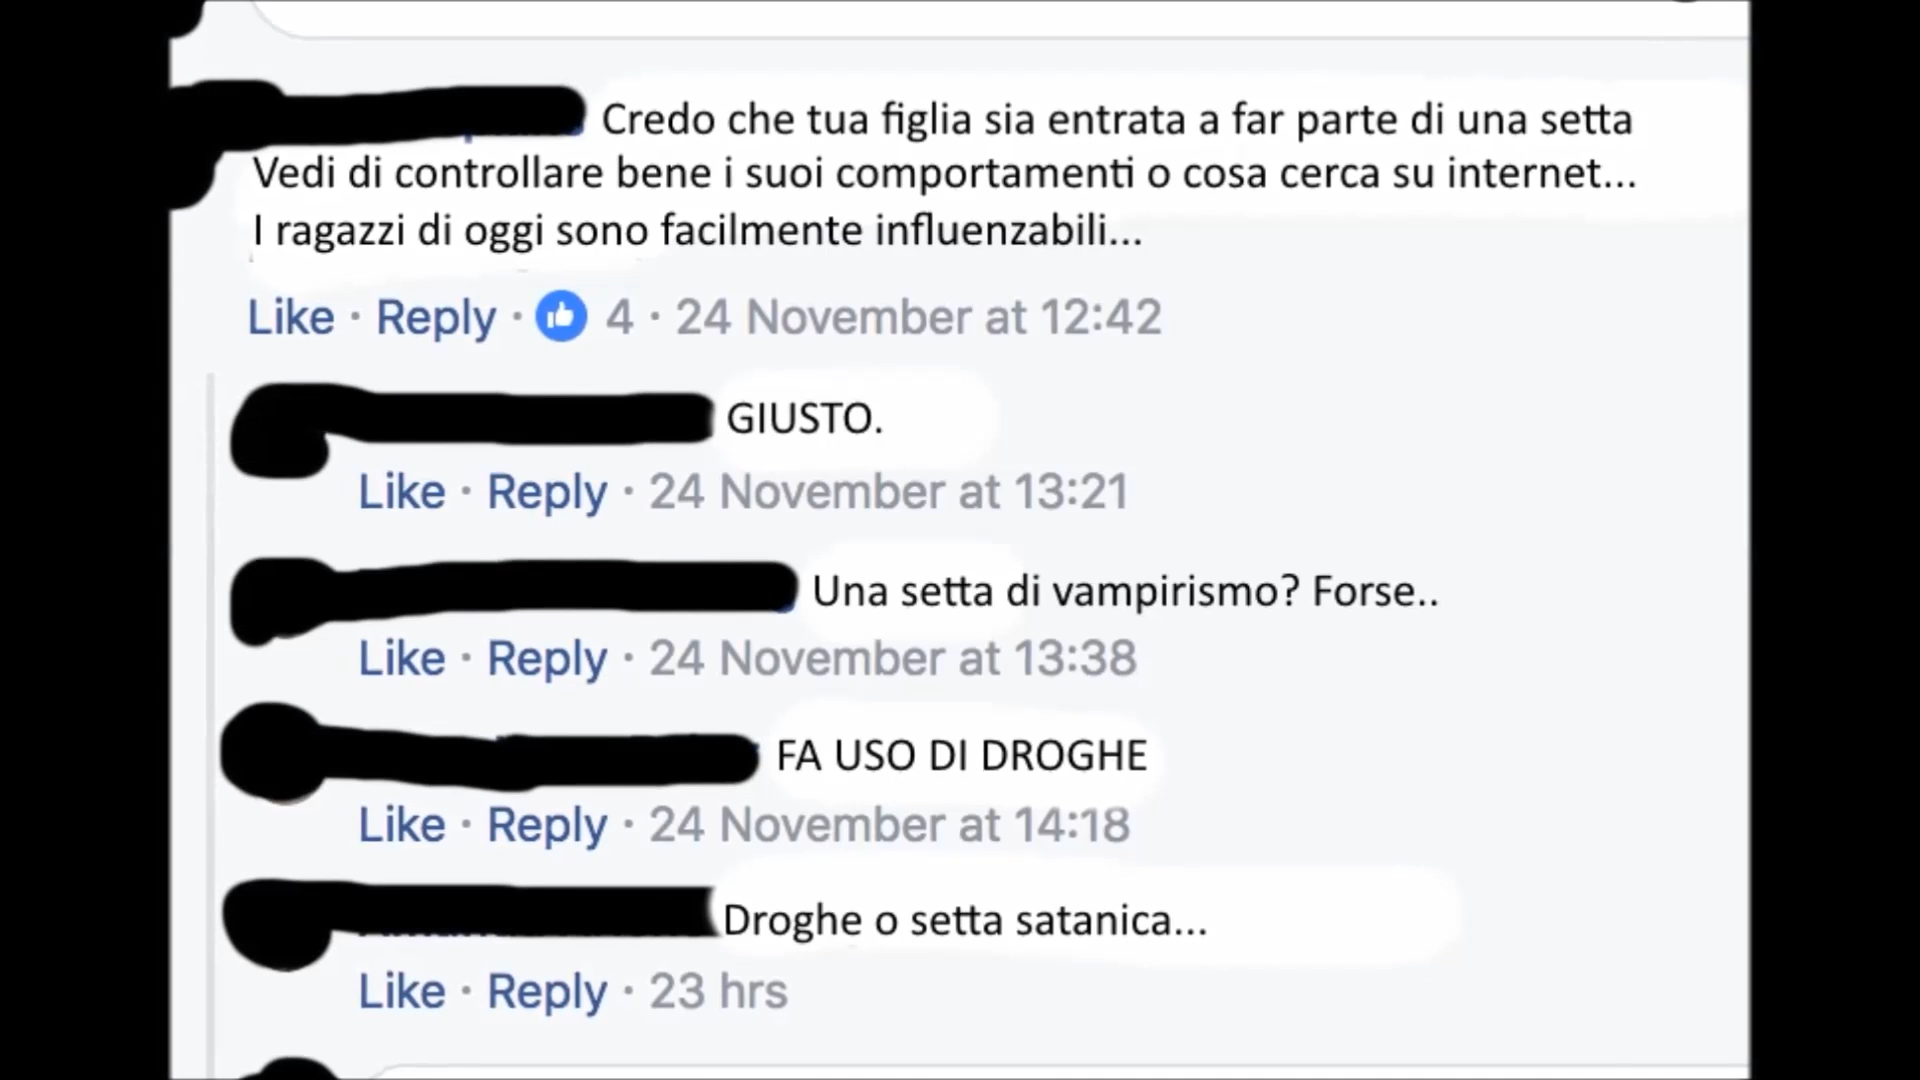 Credo che tua figlia sia entrata a far parte di una setta
Vedi di controllare bene i suoi comportamenti o cosa cerca su internet...
I ragazzi di oggi sono facilmente influenzabili...
Like · Reply · 4 · 24 November at 12:42
GIUSTO.
Like · Reply · 24 November at 13:21
Una setta di vampirismo? Forse..
Like · Reply · 24 November at 13:38
FA USO DI DROGHE
Like · Reply · 24 November at 14:18
Droghe o setta satanica...
Like · Reply · 23 hrs